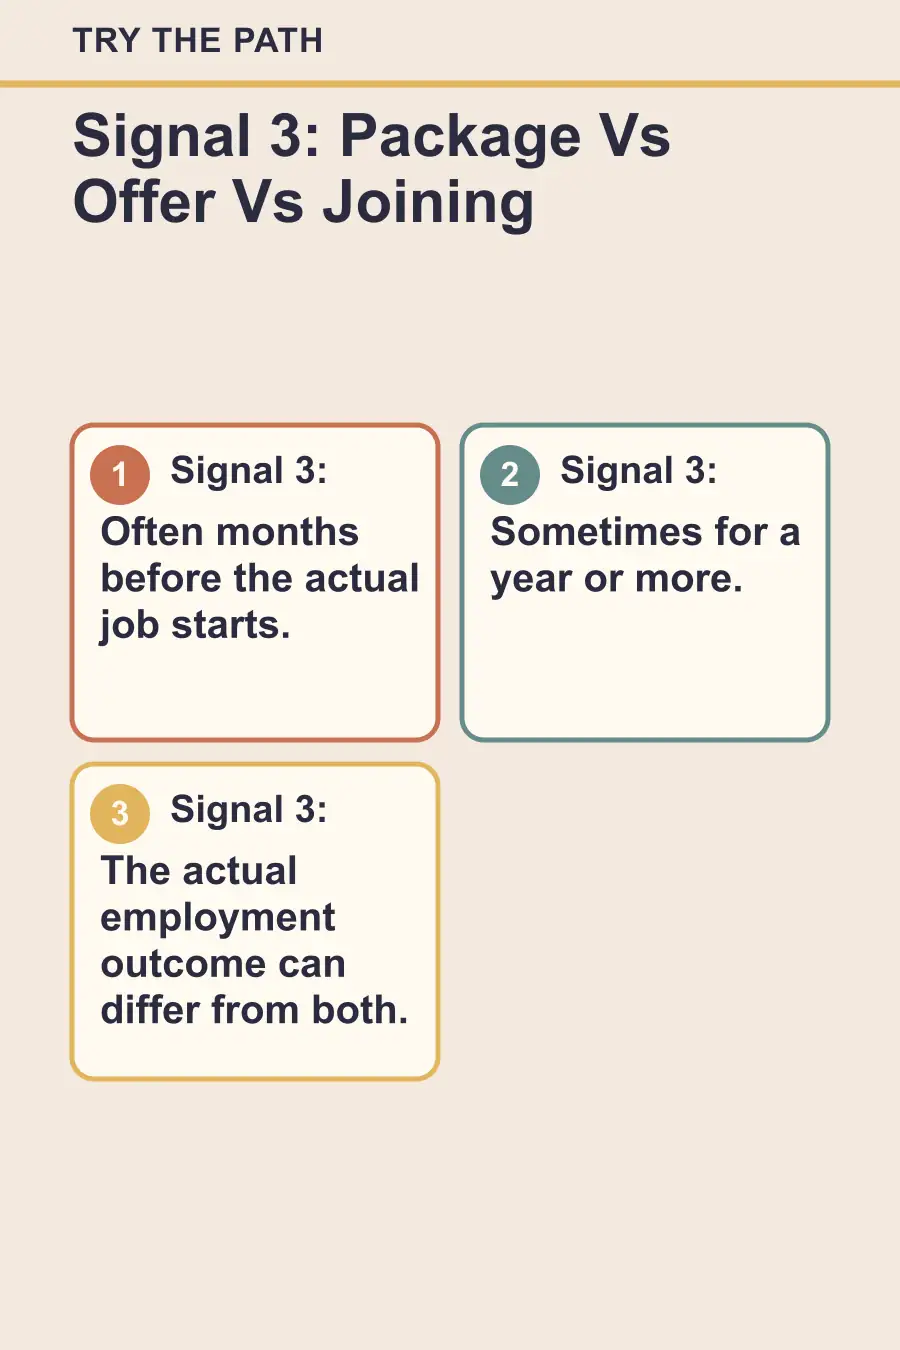 TRY THE PATH
Signal 3: Package Vs
Offer Vs Joining
1
Signal 3:
Often months
before the actual
job starts.
2
Signal 3:
Sometimes for a
year or more.
3
Signal 3:
The actual
employment
outcome can
differ from both.